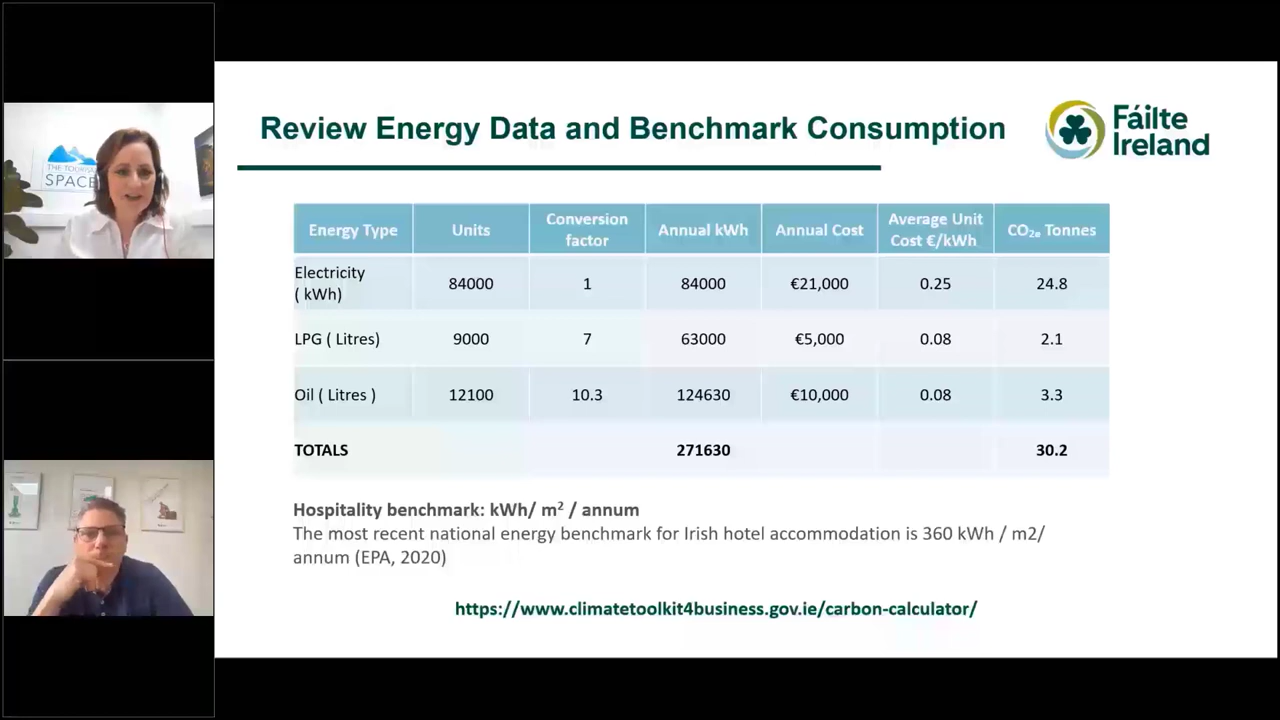 Review Energy Data and Benchmark Consumption
Fáilte
Ireland
THE TOURISM
SPACE
Energy Type Units Conversion factor Annual kWh Annual Cost Average Unit Cost €/kWh CO₂ₑ Tonnes
Electricity ( kWh) 84000 1 84000 €21,000 0.25 24.8
LPG ( Litres) 9000 7 63000 €5,000 0.08 2.1
Oil ( Litres ) 12100 10.3 124630 €10,000 0.08 3.3
TOTALS 271630 30.2
Hospitality benchmark: kWh/ m² / annum
The most recent national energy benchmark for Irish hotel accommodation is 360 kWh / m2/
annum (EPA, 2020)
https://www.climatetoolkit4business.gov.ie/carbon-calculator/